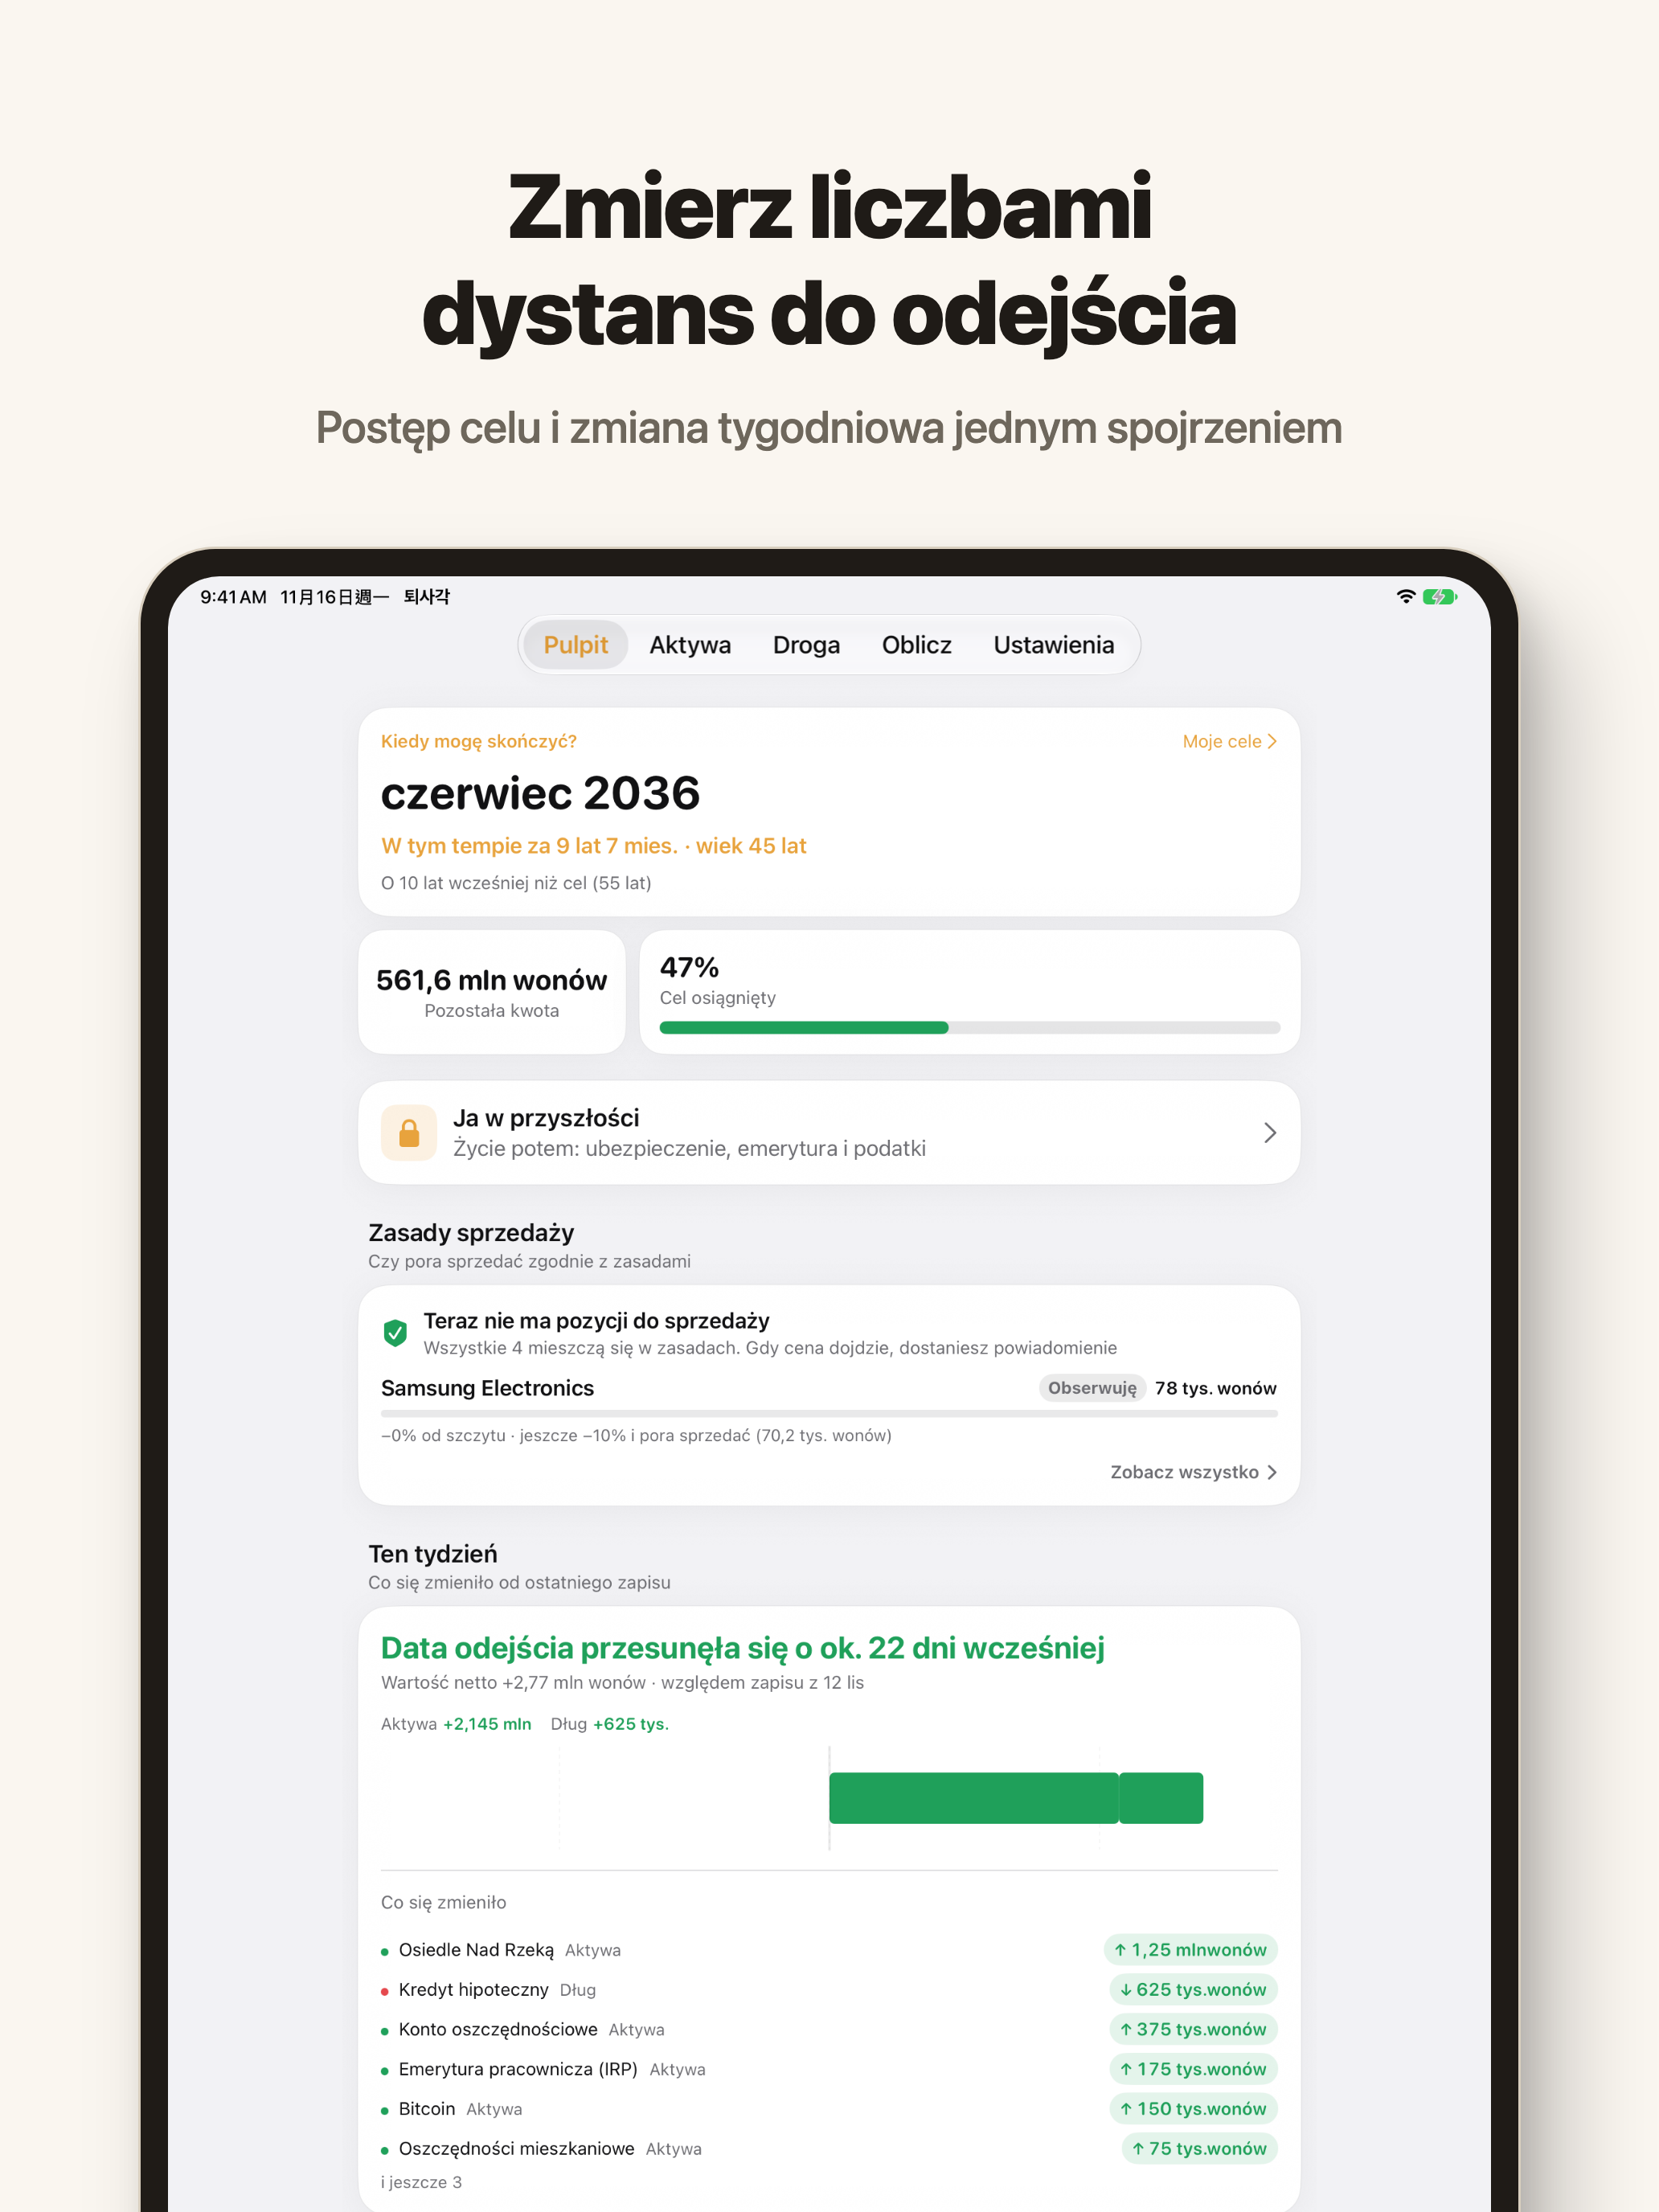 Zmierz liczbami
dystans do odejścia
Postęp celu i zmiana tygodniowa jednym spojrzeniem
9:41 AM 11月16日週一 퇴사각
Pulpit Aktywa Droga Oblicz Ustawienia
Kiedy mogę skończyć? Moje cele
czerwiec 2036
W tym tempie za 9 lat 7 mies. · wiek 45 lat
O 10 lat wcześniej niż cel (55 lat)
561,6 mln wonów
Pozostała kwota
47%
Cel osiągnięty
Ja w przyszłości
Życie potem: ubezpieczenie, emerytura i podatki
Zasady sprzedaży
Czy pora sprzedać zgodnie z zasadami
Teraz nie ma pozycji do sprzedaży
Wszystkie 4 mieszczą się w zasadach. Gdy cena dojdzie, dostaniesz powiadomienie
Samsung Electronics Obserwuję 78 tys. wonów
−0% od szczytu · jeszcze −10% i pora sprzedać (70,2 tys. wonów)
Zobacz wszystko
Ten tydzień
Co się zmieniło od ostatniego zapisu
Data odejścia przesunęła się o ok. 22 dni wcześniej
Wartość netto +2,77 mln wonów · względem zapisu z 12 lis
Aktywa +2,145 mln Dług +625 tys.
Co się zmieniło
Osiedle Nad Rzeką Aktywa ↑ 1,25 mlnwonów
Kredyt hipoteczny Dług ↓ 625 tys.wonów
Konto oszczędnościowe Aktywa ↑ 375 tys.wonów
Emerytura pracownicza (IRP) Aktywa ↑ 175 tys.wonów
Bitcoin Aktywa ↑ 150 tys.wonów
Oszczędności mieszkaniowe Aktywa ↑ 75 tys.wonów
i jeszcze 3